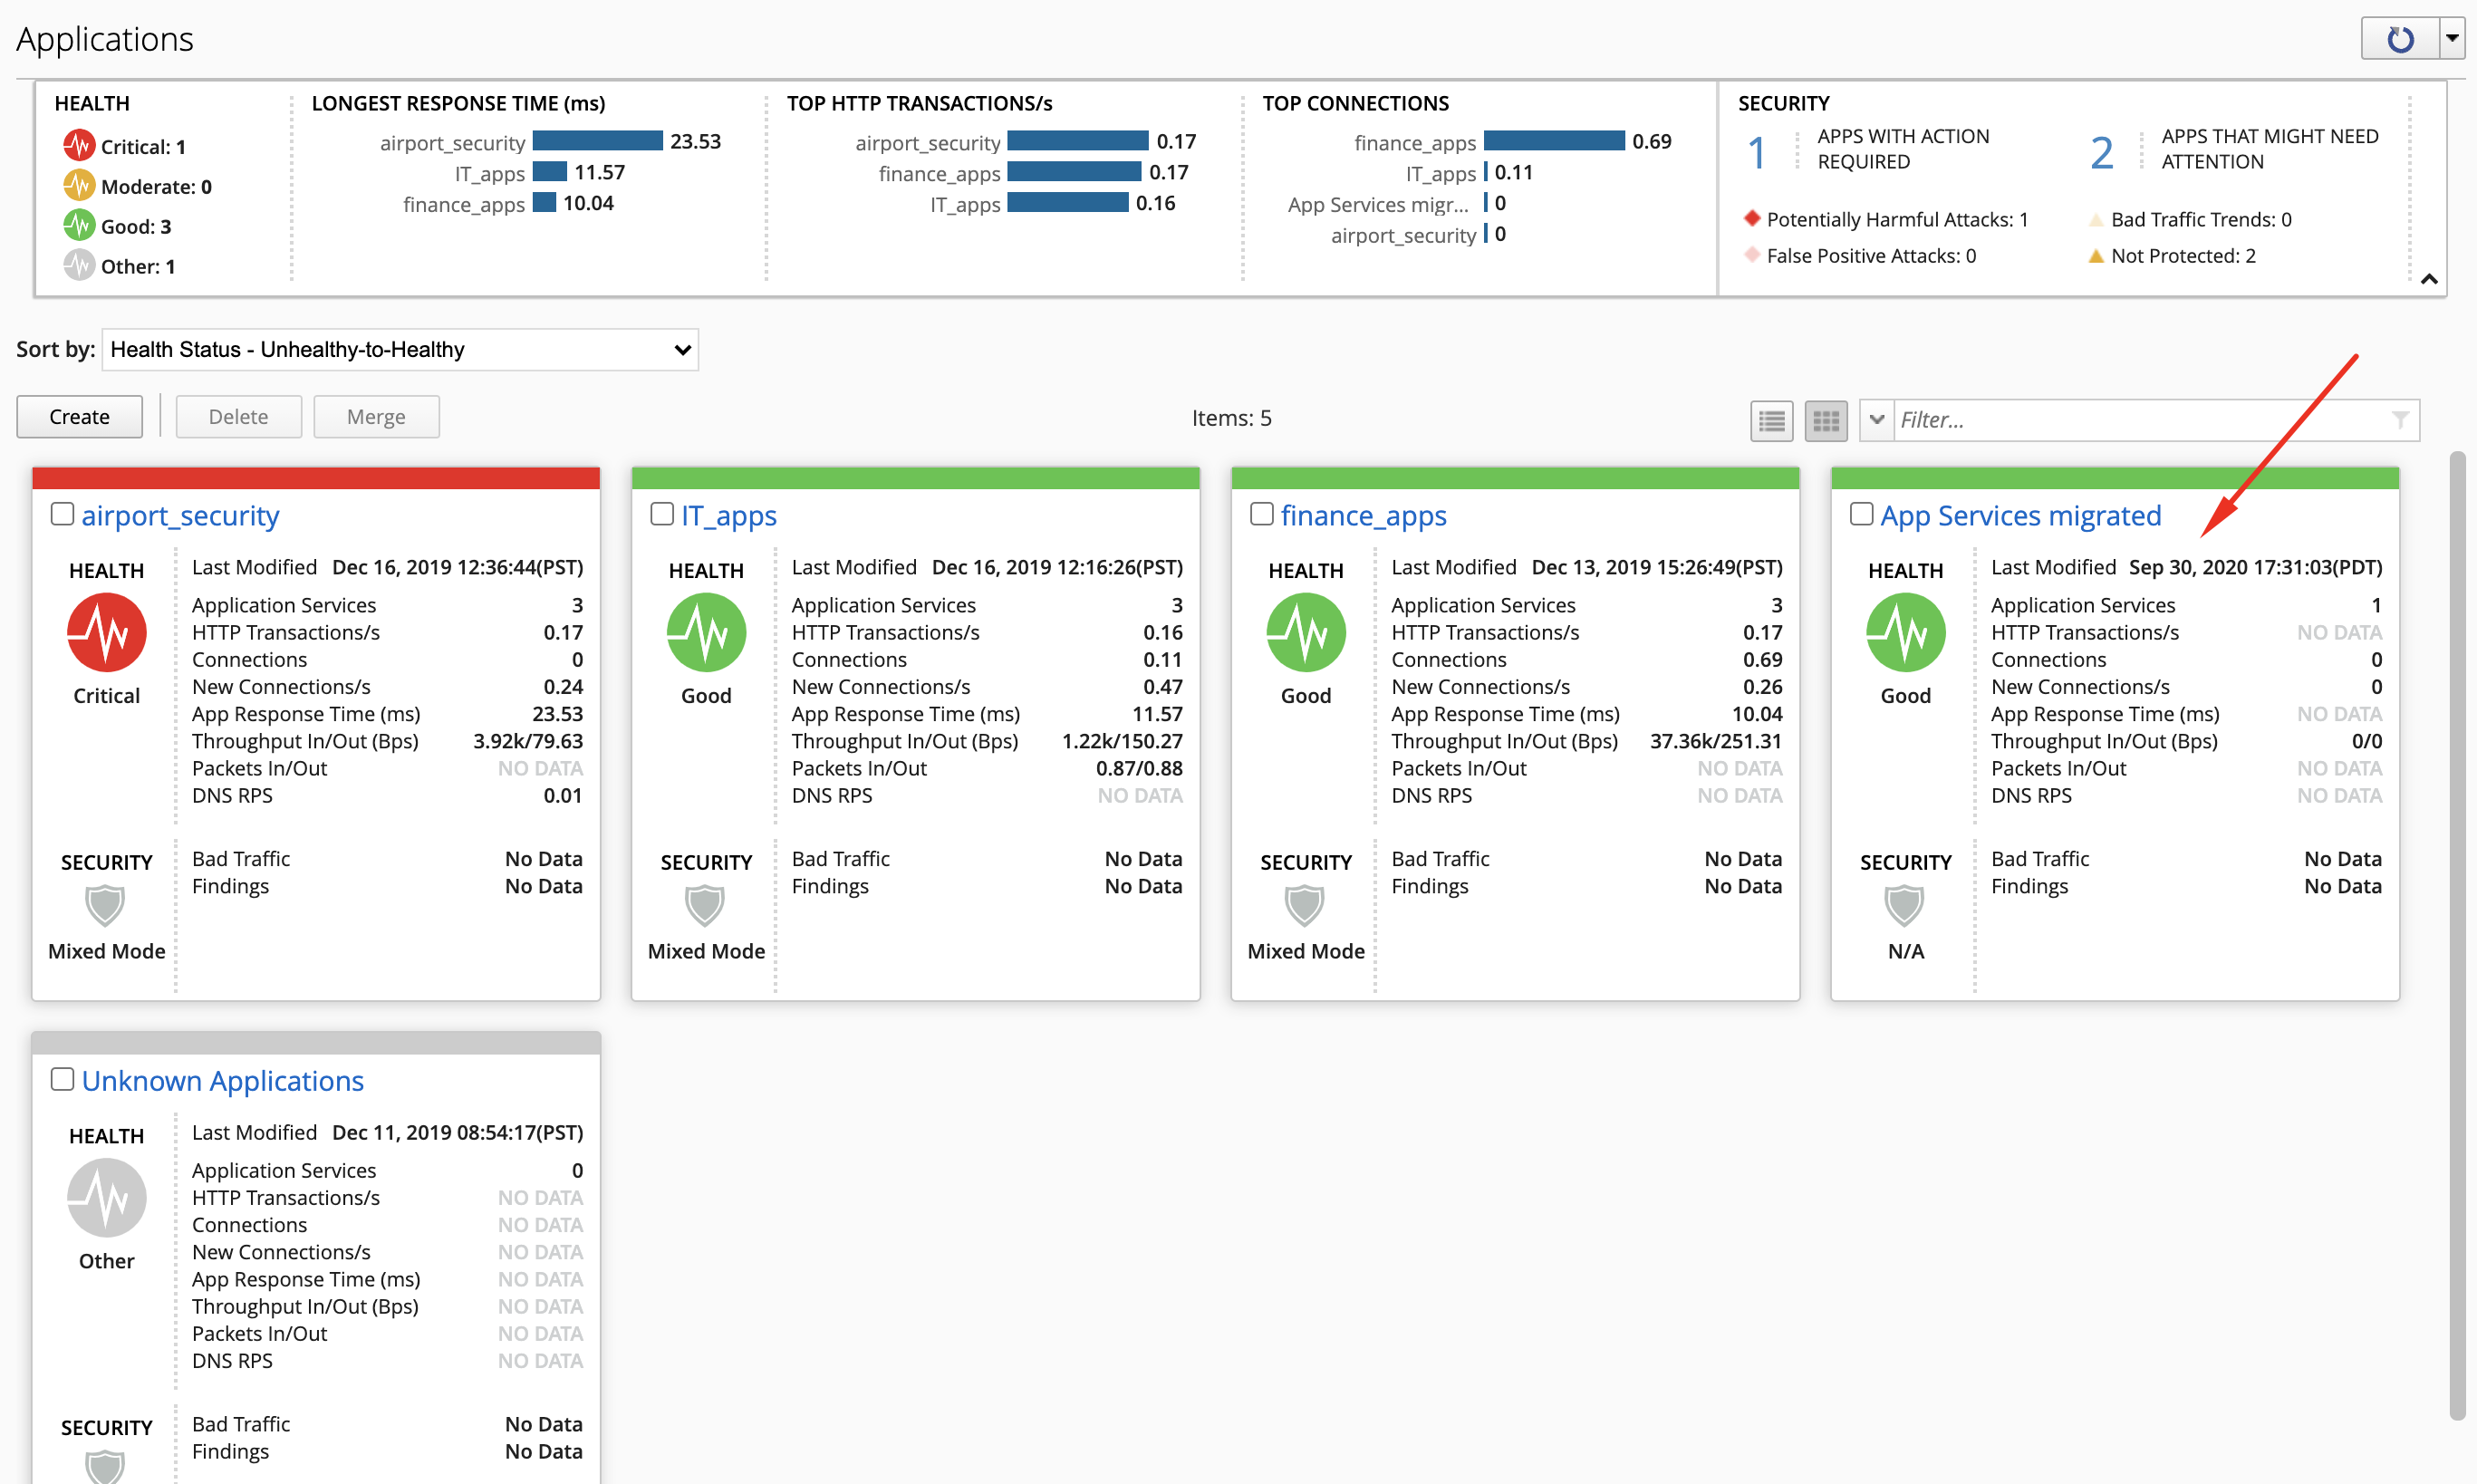 Applications
HEALTH
Critical: 1
Moderate: 0
Good: 3
Other: 1
LONGEST RESPONSE TIME (ms)
airport_security 23.53
IT_apps 11.57
finance_apps 10.04
TOP HTTP TRANSACTIONS/s
airport_security 0.17
finance_apps 0.17
IT_apps 0.16
TOP CONNECTIONS
finance_apps 0.69
IT_apps 0.11
App Services migr... 0
airport_security 0
SECURITY
1 APPS WITH ACTION
REQUIRED
2 APPS THAT MIGHT NEED
ATTENTION
Potentially Harmful Attacks: 1
False Positive Attacks: 0
Bad Traffic Trends: 0
Not Protected: 2
Sort by: Health Status - Unhealthy-to-Healthy
Create Delete Merge Items: 5 Filter...
airport_security
HEALTH
Critical
Last Modified Dec 16, 2019 12:36:44(PST)
Application Services 3
HTTP Transactions/s 0.17
Connections 0
New Connections/s 0.24
App Response Time (ms) 23.53
Throughput In/Out (Bps) 3.92k/79.63
Packets In/Out NO DATA
DNS RPS 0.01
SECURITY
Mixed Mode
Bad Traffic No Data
Findings No Data
IT_apps
HEALTH
Good
Last Modified Dec 16, 2019 12:16:26(PST)
Application Services 3
HTTP Transactions/s 0.16
Connections 0.11
New Connections/s 0.47
App Response Time (ms) 11.57
Throughput In/Out (Bps) 1.22k/150.27
Packets In/Out 0.87/0.88
DNS RPS NO DATA
SECURITY
Mixed Mode
Bad Traffic No Data
Findings No Data
finance_apps
HEALTH
Good
Last Modified Dec 13, 2019 15:26:49(PST)
Application Services 3
HTTP Transactions/s 0.17
Connections 0.69
New Connections/s 0.26
App Response Time (ms) 10.04
Throughput In/Out (Bps) 37.36k/251.31
Packets In/Out NO DATA
DNS RPS NO DATA
SECURITY
Mixed Mode
Bad Traffic No Data
Findings No Data
App Services migrated
HEALTH
Good
Last Modified Sep 30, 2020 17:31:03(PDT)
Application Services 1
HTTP Transactions/s NO DATA
Connections 0
New Connections/s 0
App Response Time (ms) NO DATA
Throughput In/Out (Bps) 0/0
Packets In/Out NO DATA
DNS RPS NO DATA
SECURITY
N/A
Bad Traffic No Data
Findings No Data
Unknown Applications
HEALTH
Other
Last Modified Dec 11, 2019 08:54:17(PST)
Application Services 0
HTTP Transactions/s NO DATA
Connections NO DATA
New Connections/s NO DATA
App Response Time (ms) NO DATA
Throughput In/Out (Bps) NO DATA
Packets In/Out NO DATA
DNS RPS NO DATA
SECURITY
Bad Traffic No Data
Findings No Data